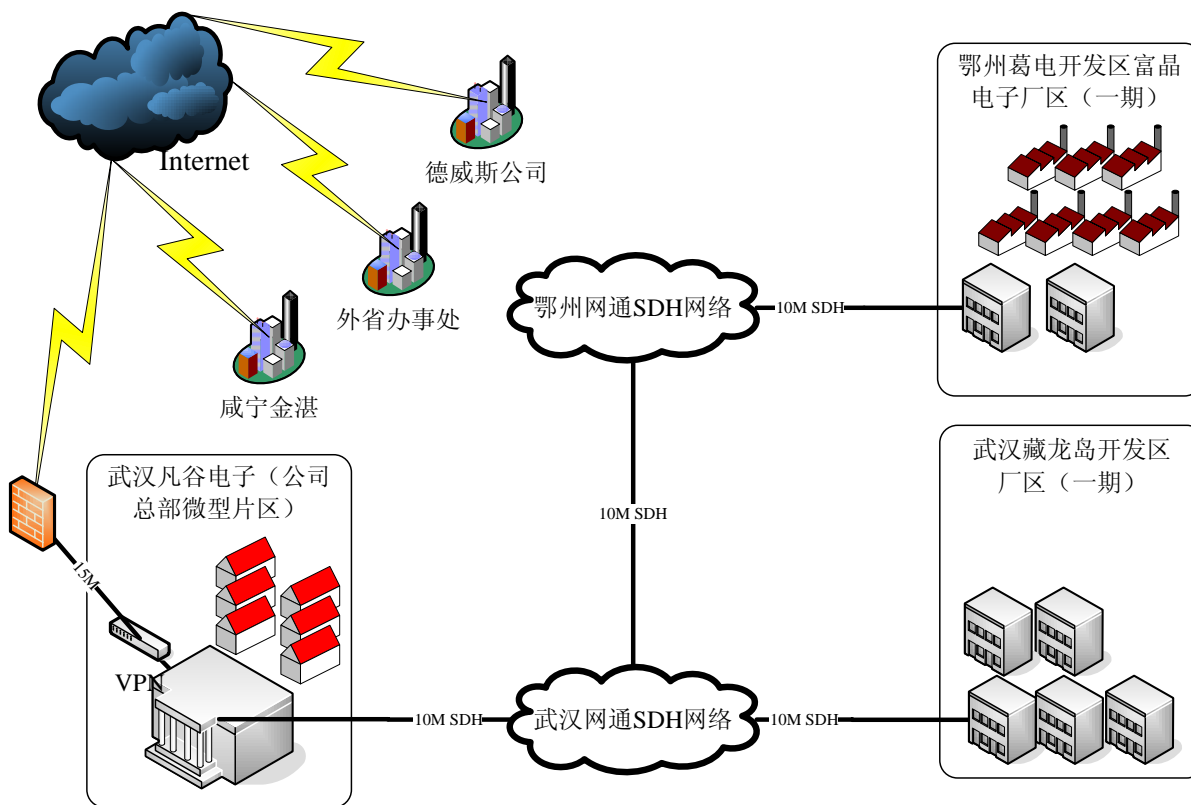 Internet
德威斯公司
外省办事处
咸宁金湛
鄂州葛电开发区富晶
电子厂区（一期）
鄂州网通SDH网络
10M SDH
10M SDH
武汉凡谷电子（公司
总部微型片区）
15M
VPN
10M SDH
武汉网通SDH网络
10M SDH
武汉藏龙岛开发区
厂区（一期）